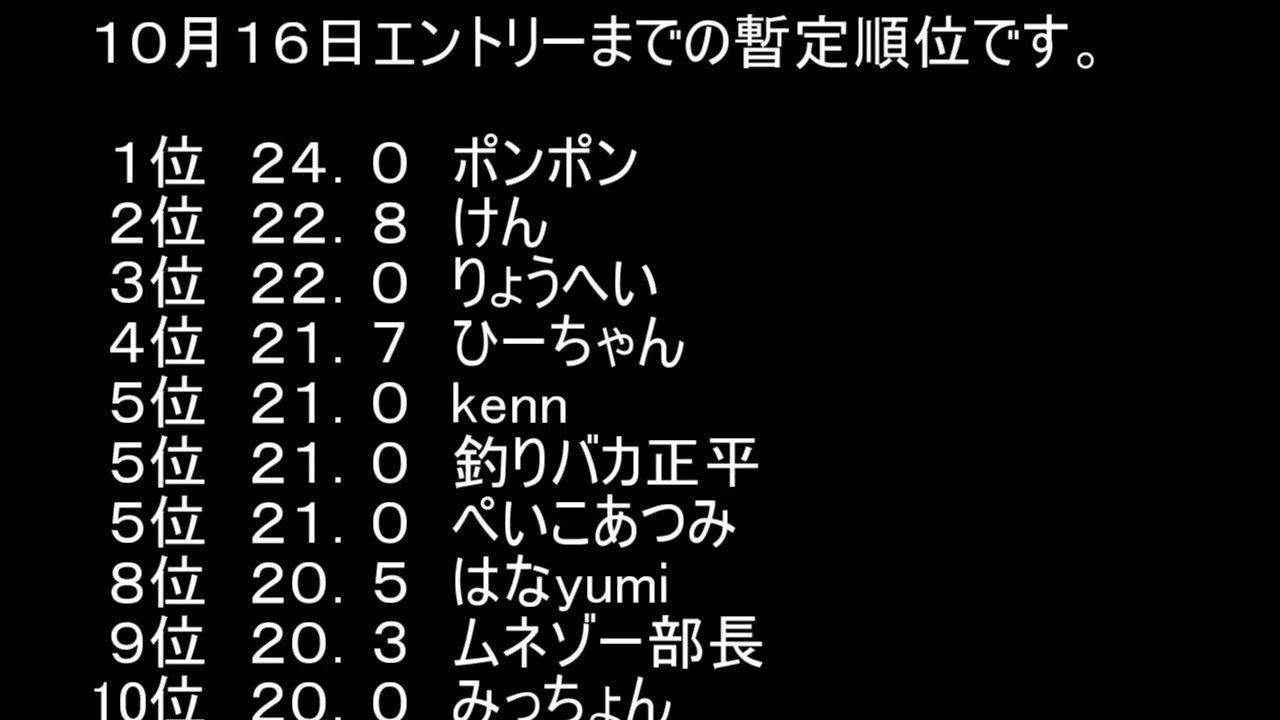 １０月１６日エントリーまでの暫定順位です。
１位　２４．０　ポンポン
２位　２２．８　けん
３位　２２．０　りょうへい
４位　２１．７　ひーちゃん
５位　２１．０　kenn
５位　２１．０　釣りバカ正平
５位　２１．０　ぺいこあつみ
８位　２０．５　はなyumi
９位　２０．３　ムネゾー部長
10位　２０．０　みっちょん